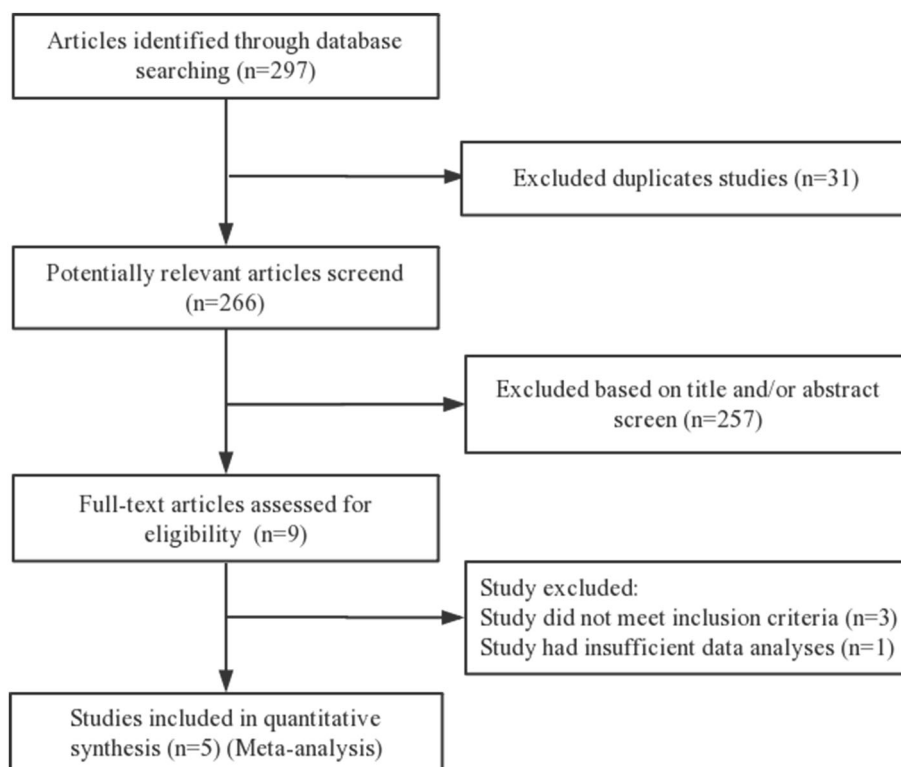 Articles identified through database
searching (n=297)
Excluded duplicates studies (n=31)
Potentially relevant articles screend
(n=266)
Excluded based on title and/or abstract
screen (n=257)
Full-text articles assessed for
eligibility (n=9)
Study excluded:
Study did not meet inclusion criteria (n=3)
Study had insufficient data analyses (n=1)
Studies included in quantitative
synthesis (n=5) (Meta-analysis)